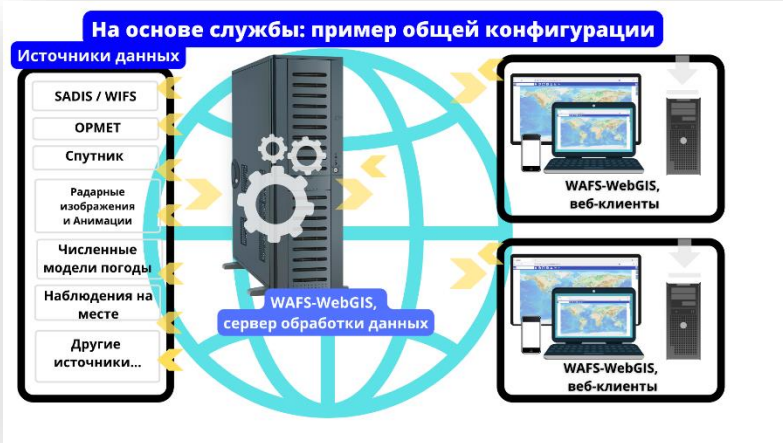 На основе службы: пример общей конфигурации
Источники данных
SADIS / WIFS
ОРМЕТ
Спутник
Радарные
изображения
и Анимации
Численные
модели погоды
Наблюдения на
месте
Другие
источники...
WAFS-WebGIS,
сервер обработки данных
WAFS-WebGIS,
веб-клиенты
WAFS-WebGIS,
веб-клиенты